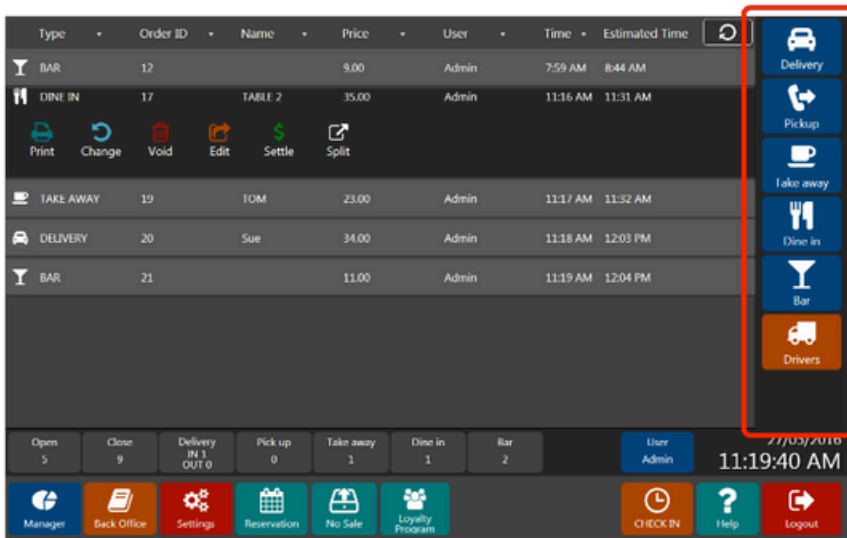 Type Order ID Name Price User Time Estimated Time
BAR 12 9.00 Admin 7:59 AM 8:44 AM
DINE IN 17 TABLE 2 35.00 Admin 11:16 AM 11:31 AM
Print Change Void Edit Settle Split
TAKE AWAY 19 TOM 23.00 Admin 11:17 AM 11:32 AM
DELIVERY 20 Sue 34.00 Admin 11:18 AM 12:03 PM
BAR 21 11.00 Admin 11:19 AM 12:04 PM
Delivery
Pickup
Take away
Dine in
Bar
Drivers
Open Close Delivery Pick up Take away Dine in Bar User
5 9 IN 1 0 1 1 2 Admin
OUT 0
27/05/2016
11:19:40 AM
Manager Back Office Settings Reservation No Sale Loyalty CHECK IN Help Logout
Program